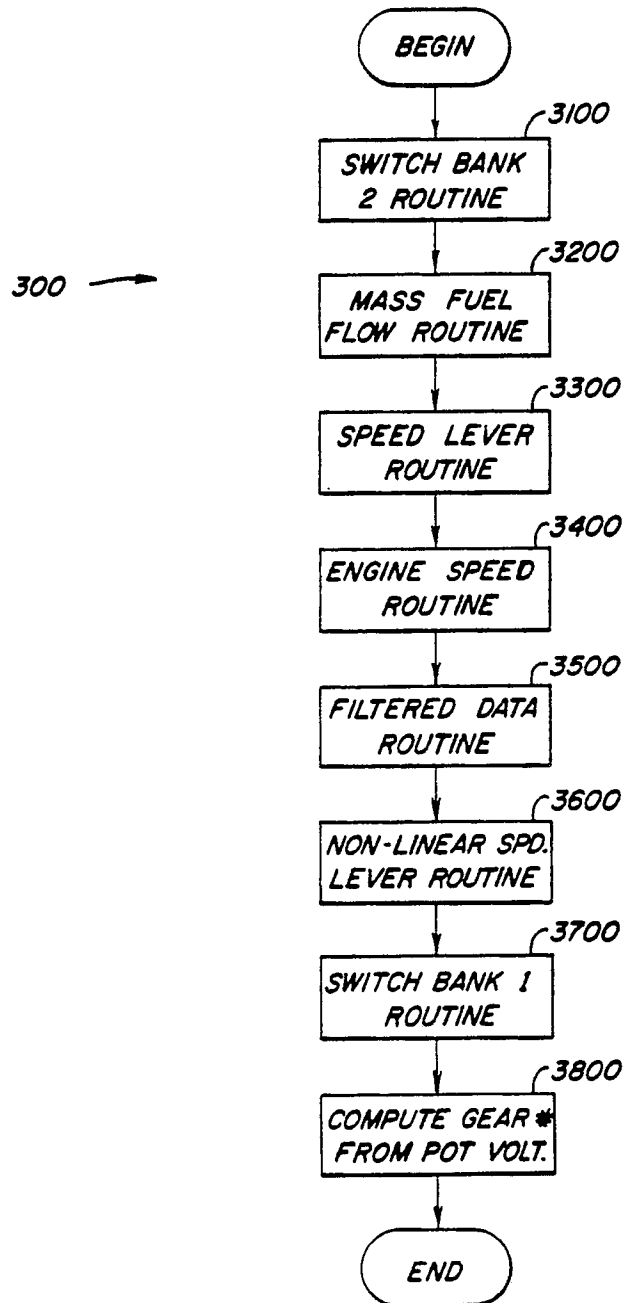 BEGIN
3100
SWITCH BANK
2 ROUTINE
300
3200
MASS FUEL
FLOW ROUTINE
3300
SPEED LEVER
ROUTINE
3400
ENGINE SPEED
ROUTINE
3500
FILTERED DATA
ROUTINE
3600
NON-LINEAR SPD.
LEVER ROUTINE
3700
SWITCH BANK 1
ROUTINE
3800
COMPUTE GEAR #
FROM POT VOLT.
END